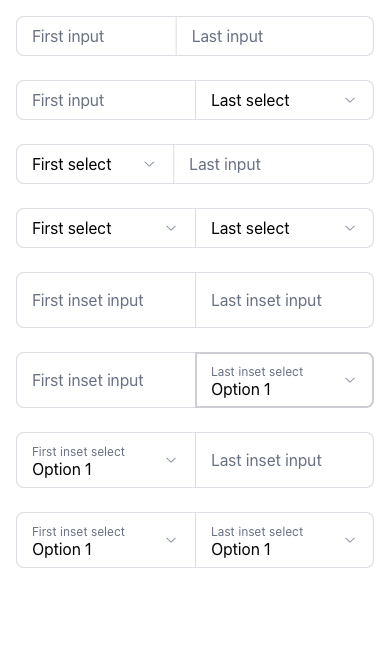 First input Last input
First input Last select
First select Last input
First select Last select
First inset input Last inset input
First inset input Last inset select
Option 1
First inset select Last inset input
Option 1
First inset select Last inset select
Option 1 Option 1